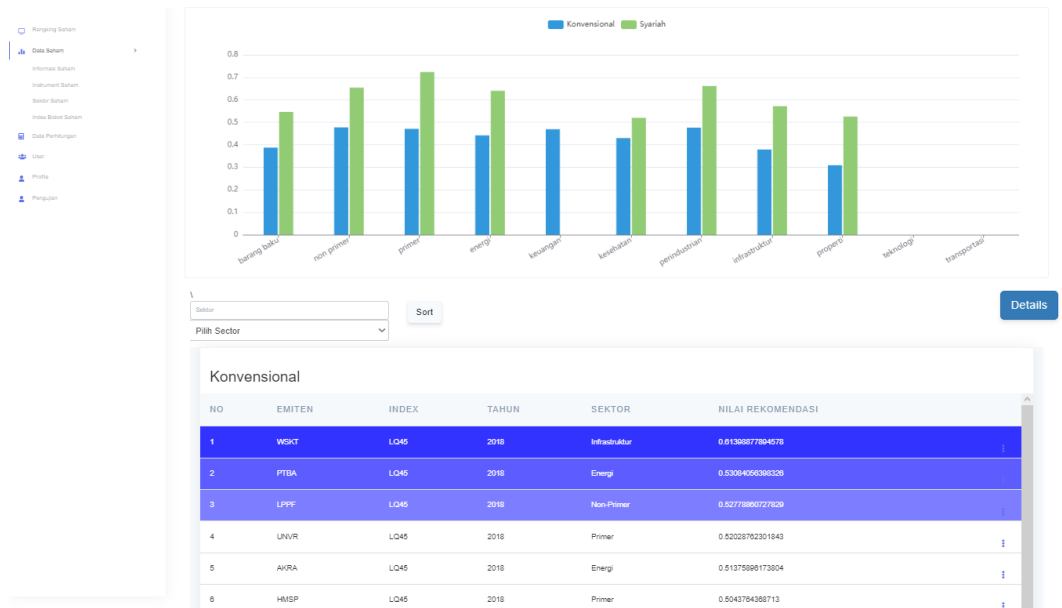 Rangking Saham
Data Saham
Informasi Saham
Instrument Saham
Sektor Saham
Index Bobot Saham
Data Perhitungan
User
Profile
Pengujian
Konvensional Syariah
0.8
0.7
0.6
0.5
0.4
0.3
0.2
0.1
0
barang baku non primer primer energi keuangan kesehatan perindustrian infrastruktur properti teknologi transportasi
\
Sektor
Sort
Details
Pilih Sector
Konvensional
NO EMITEN INDEX TAHUN SEKTOR NILAI REKOMENDASI
1 WSKT LQ45 2018 Infrastruktur 0.61398877894578
2 PTBA LQ45 2018 Energi 0.53084056398326
3 LPPF LQ45 2018 Non-Primer 0.52778860727829
4 UNVR LQ45 2018 Primer 0.52028762301843
5 AKRA LQ45 2018 Energi 0.51375896173804
6 HMSP LQ45 2018 Primer 0.5043764368713